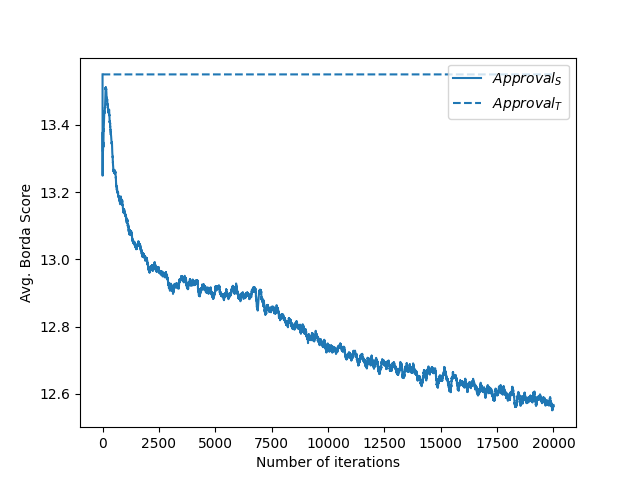 Approval_S
Approval_T
13.4
13.2
13.0
12.8
12.6
Avg. Borda Score
0 2500 5000 7500 10000 12500 15000 17500 20000
Number of iterations